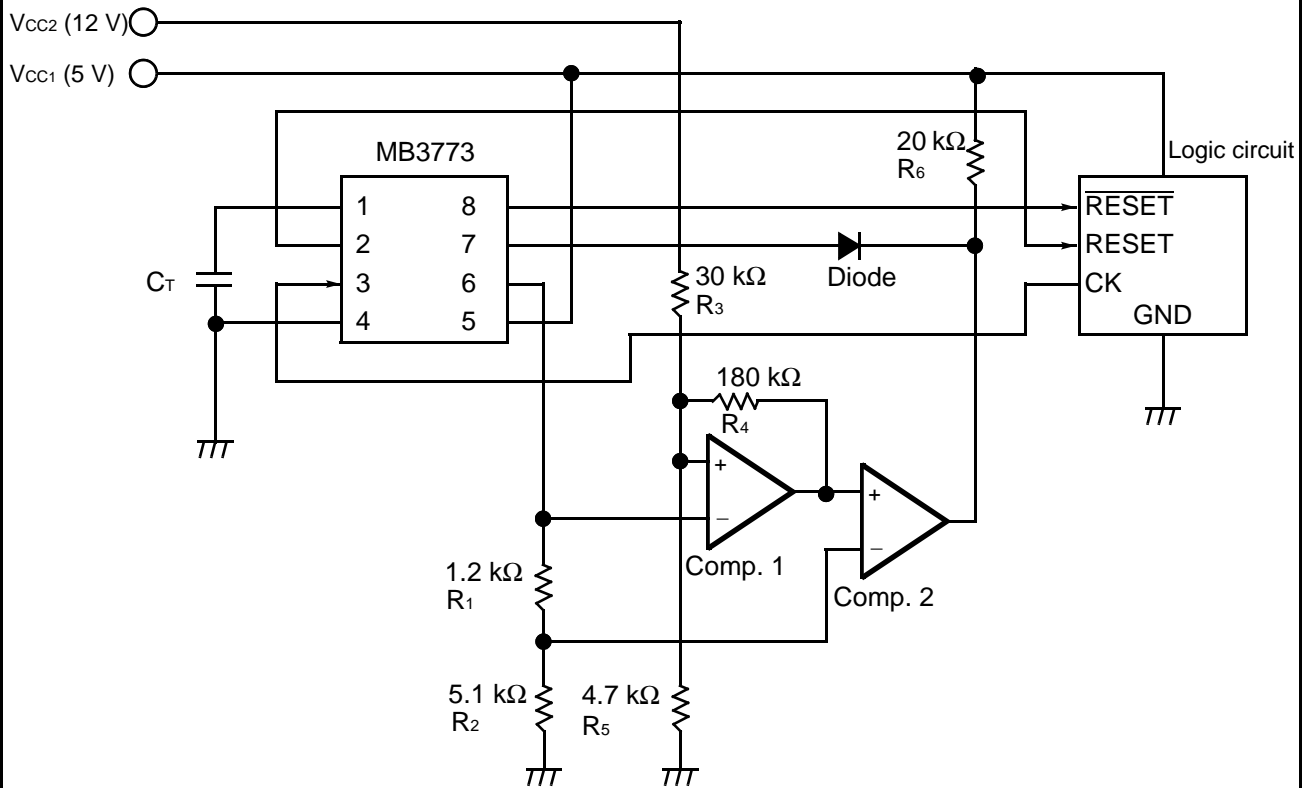 VCC2 (12 V)
VCC1 (5 V)
MB3773
20 kΩ
R6
Logic circuit
1 8
2 7
3 6
4 5
RESET
RESET
CK
GND
CT
Diode
30 kΩ
R3
180 kΩ
R4
+
−
Comp. 1
+
−
Comp. 2
1.2 kΩ
R1
5.1 kΩ
R2
4.7 kΩ
R5